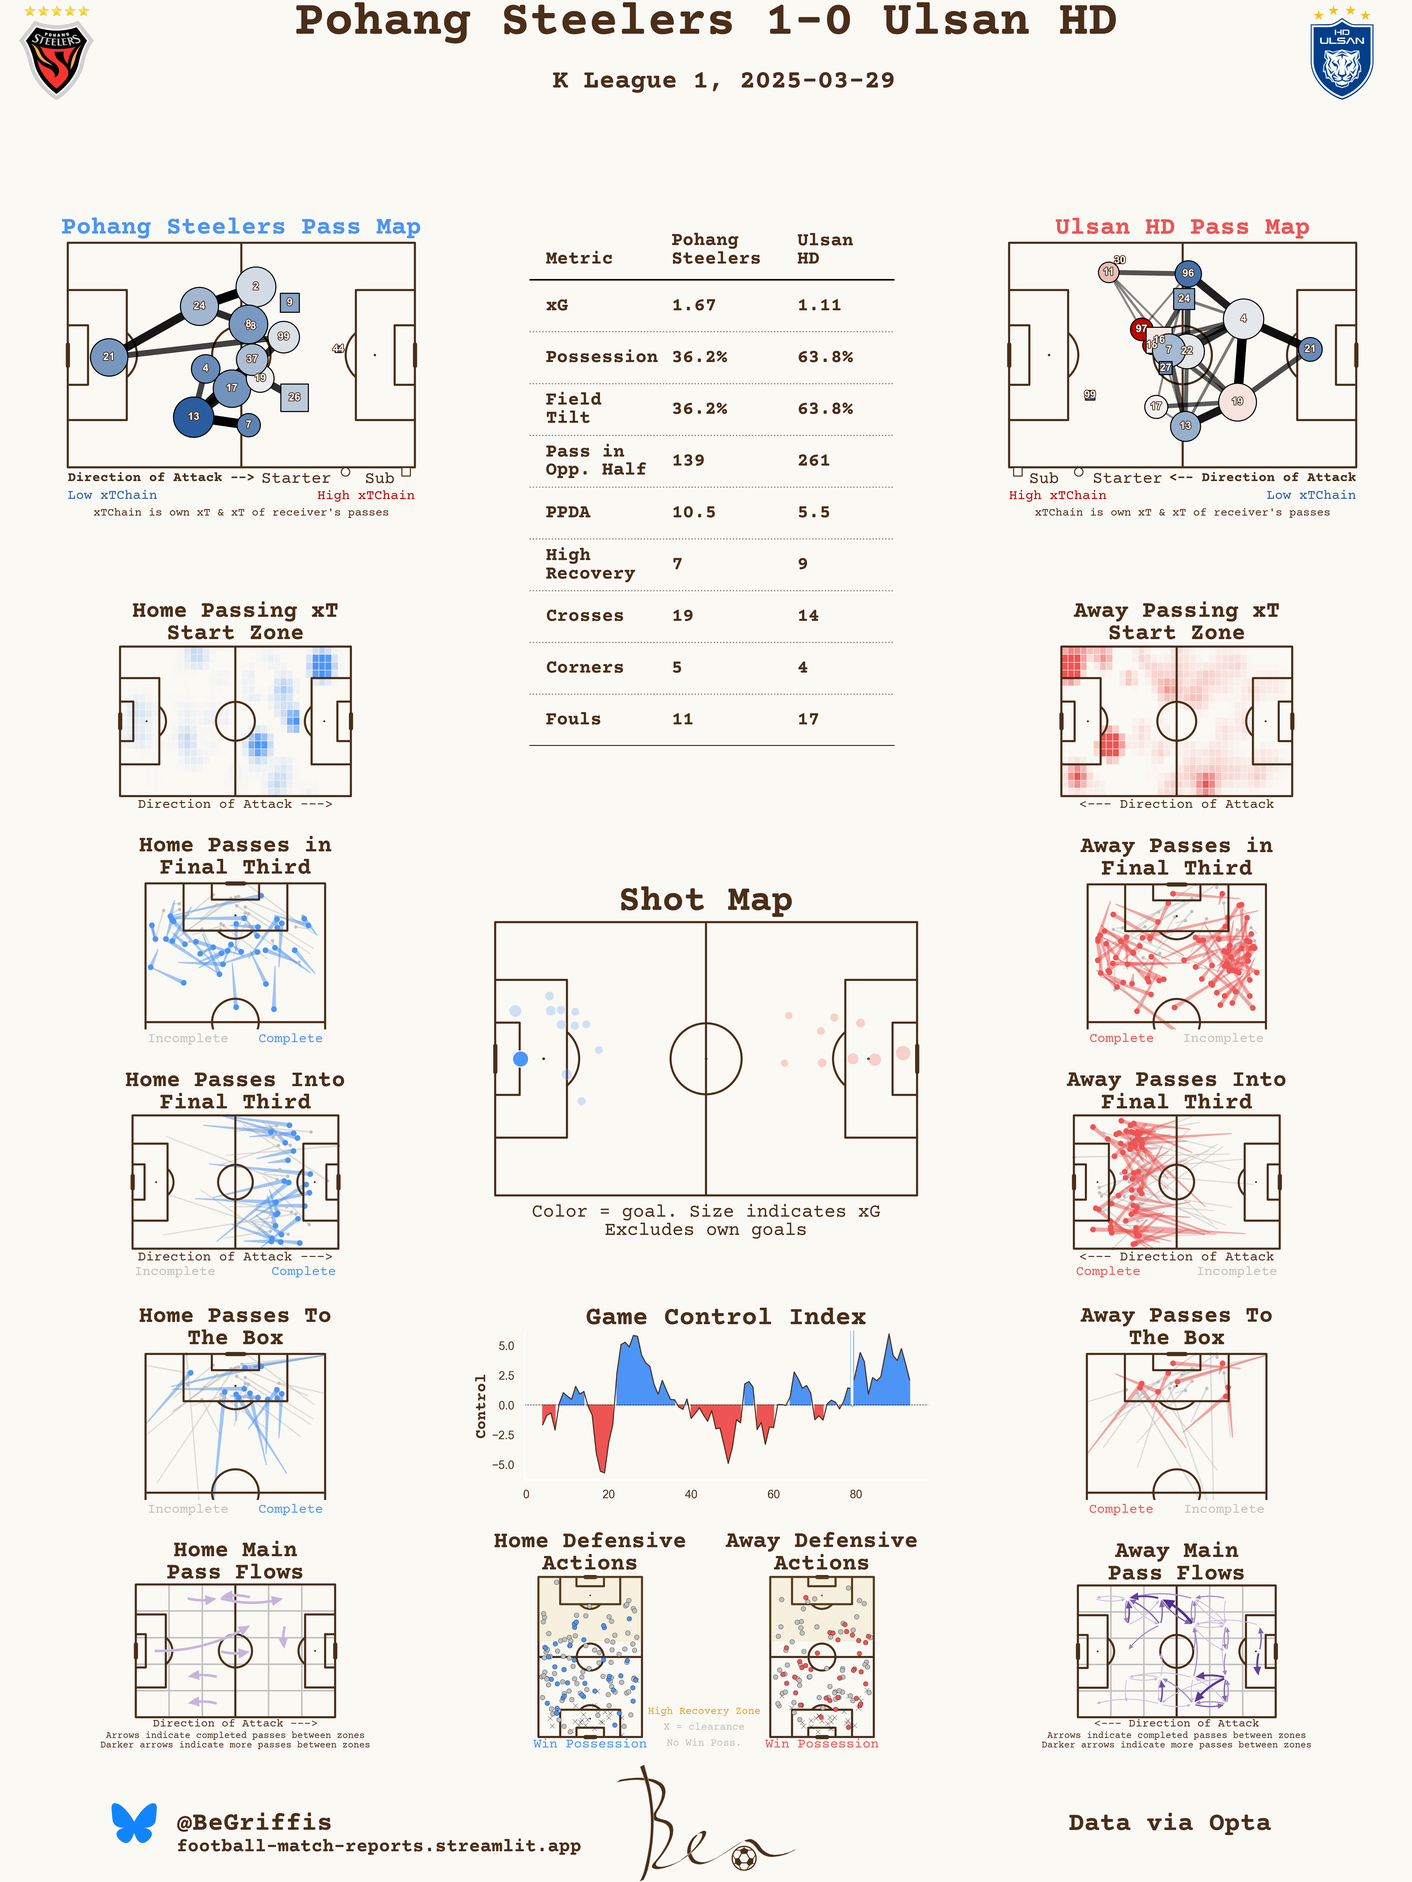 Pohang Steelers 1-0 Ulsan HD
K League 1, 2025-03-29
POHANG
STEELERS
HD
ULSAN
Pohang Steelers Pass Map
2
24
9
8
99
21
37
44
4
19
17
26
13
7
Direction of Attack --> Starter Sub
Low xTChain High xTChain
xTChain is own xT & xT of receiver's passes
Metric Pohang Steelers Ulsan HD
xG 1.67 1.11
Possession 36.2% 63.8%
Field Tilt 36.2% 63.8%
Pass in Opp. Half 139 261
PPDA 10.5 5.5
High Recovery 7 9
Crosses 19 14
Corners 5 4
Fouls 11 17
Ulsan HD Pass Map
30
11
96
24
4
97
16
7
22
21
27
99
17
19
13
Sub Starter <-- Direction of Attack
High xTChain Low xTChain
xTChain is own xT & xT of receiver's passes
Home Passing xT
Start Zone
Direction of Attack --->
Away Passing xT
Start Zone
<--- Direction of Attack
Home Passes in
Final Third
Incomplete Complete
Away Passes in
Final Third
Complete Incomplete
Shot Map
Color = goal. Size indicates xG
Excludes own goals
Home Passes Into
Final Third
Direction of Attack --->
Incomplete Complete
Away Passes Into
Final Third
<--- Direction of Attack
Complete Incomplete
Home Passes To
The Box
Incomplete Complete
Game Control Index
Control
5.0
2.5
0.0
−2.5
−5.0
0 20 40 60 80
Away Passes To
The Box
Complete Incomplete
Home Main
Pass Flows
Direction of Attack --->
Arrows indicate completed passes between zones
Darker arrows indicate more passes between zones
Home Defensive
Actions
Win Possession
High Recovery Zone
X = clearance
No Win Poss.
Away Defensive
Actions
Win Possession
Away Main
Pass Flows
<--- Direction of Attack
Arrows indicate completed passes between zones
Darker arrows indicate more passes between zones
@BeGriffis
football-match-reports.streamlit.app
Ben
Data via Opta